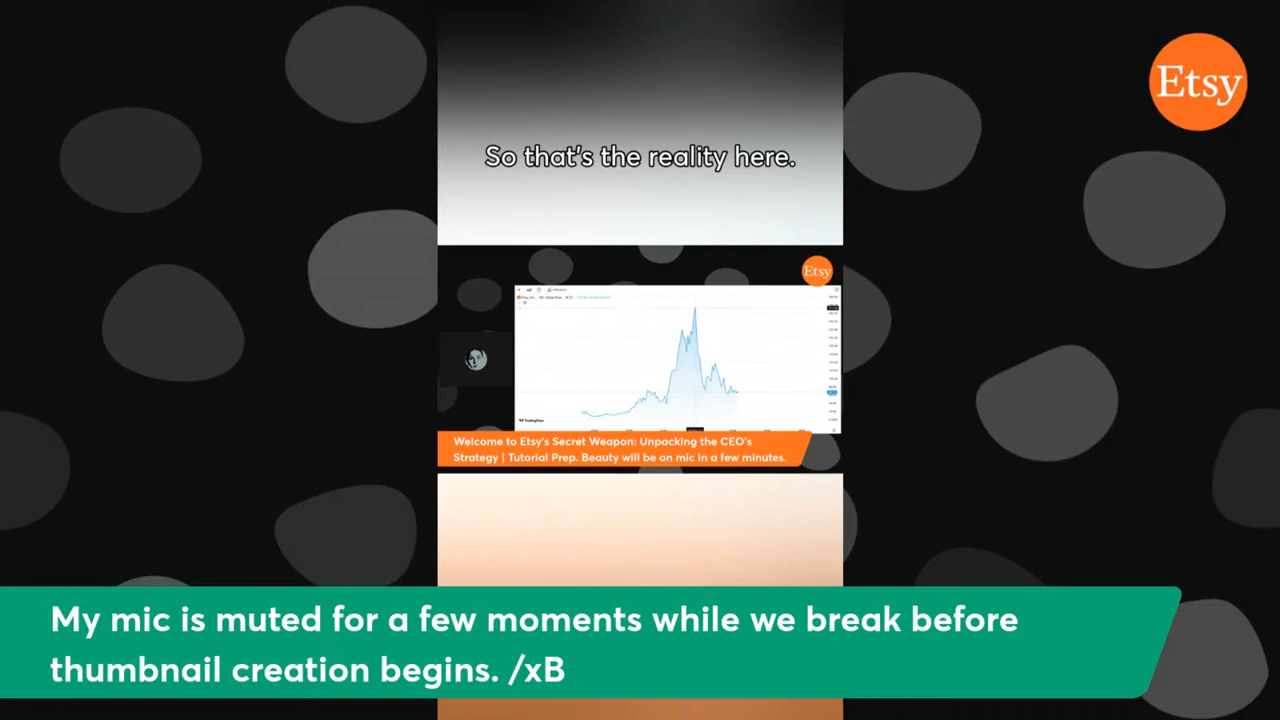 Etsy
So that's the reality here.
Etsy
TradingView
Welcome to Etsy's Secret Weapon: Unpacking the CEO's
Strategy | Tutorial Prep. Beauty will be on mic in a few minutes.
My mic is muted for a few moments while we break before
thumbnail creation begins. /xB